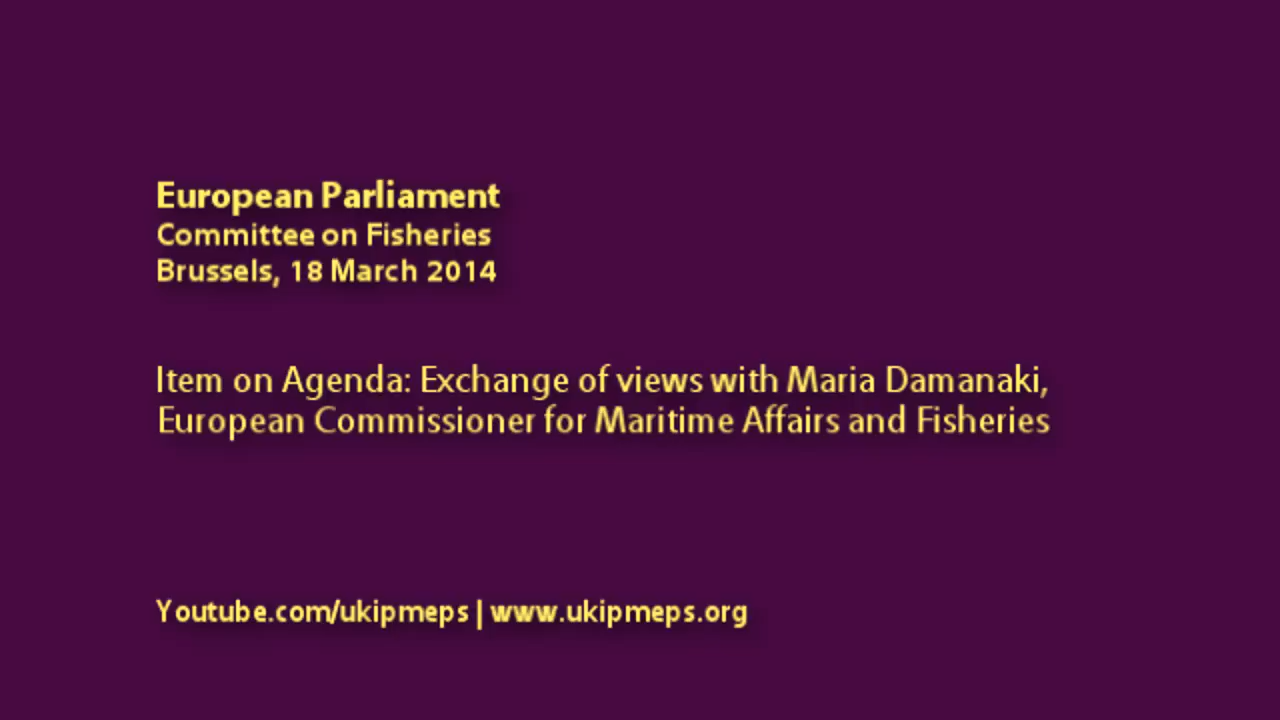 European Parliament
Committee on Fisheries
Brussels, 18 March 2014
Item on Agenda: Exchange of views with Maria Damanaki,
European Commissioner for Maritime Affairs and Fisheries
Youtube.com/ukipmeps | www.ukipmeps.org